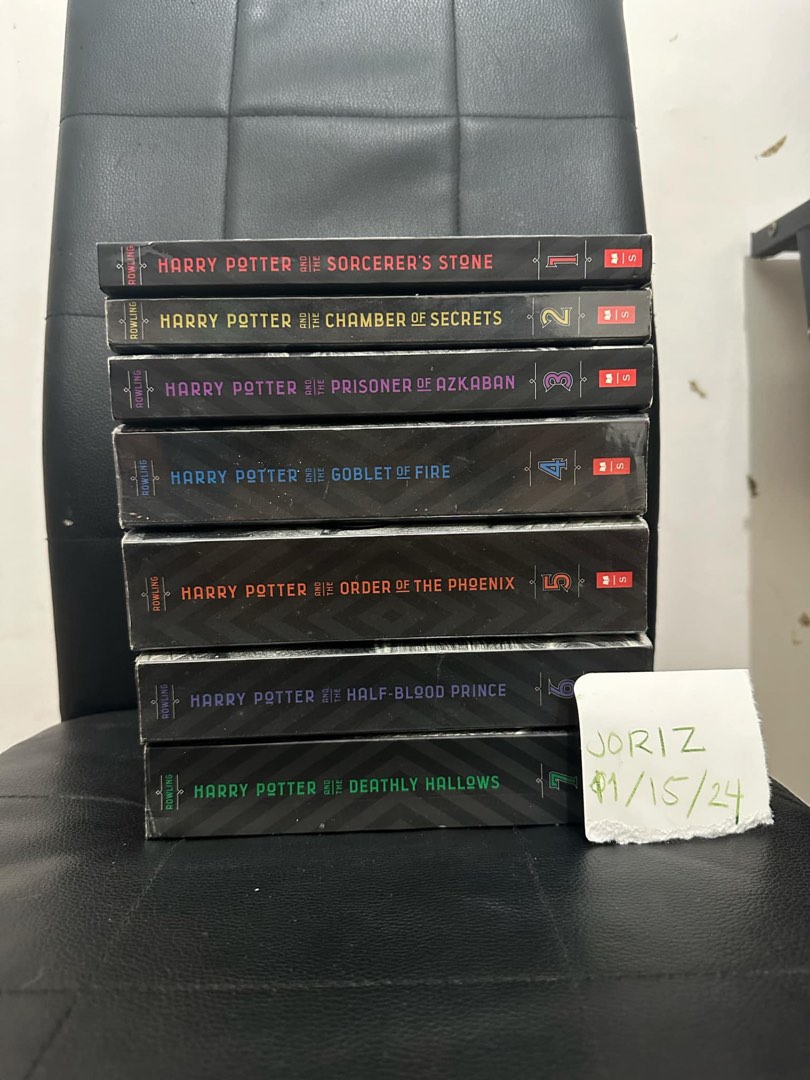 ROWLING HARRY POTTER AND THE SORCERER'S STONE 1 S
ROWLING HARRY POTTER AND THE CHAMBER OF SECRETS 2 S
ROWLING HARRY POTTER AND THE PRISONER OF AZKABAN 3 S
ROWLING HARRY POTTER AND THE GOBLET OF FIRE 4 S
ROWLING HARRY POTTER AND THE ORDER OF THE PHOENIX 5 S
ROWLING HARRY POTTER AND THE HALF-BLOOD PRINCE 6
ROWLING HARRY POTTER AND THE DEATHLY HALLOWS 7
JORIZ
/15/24